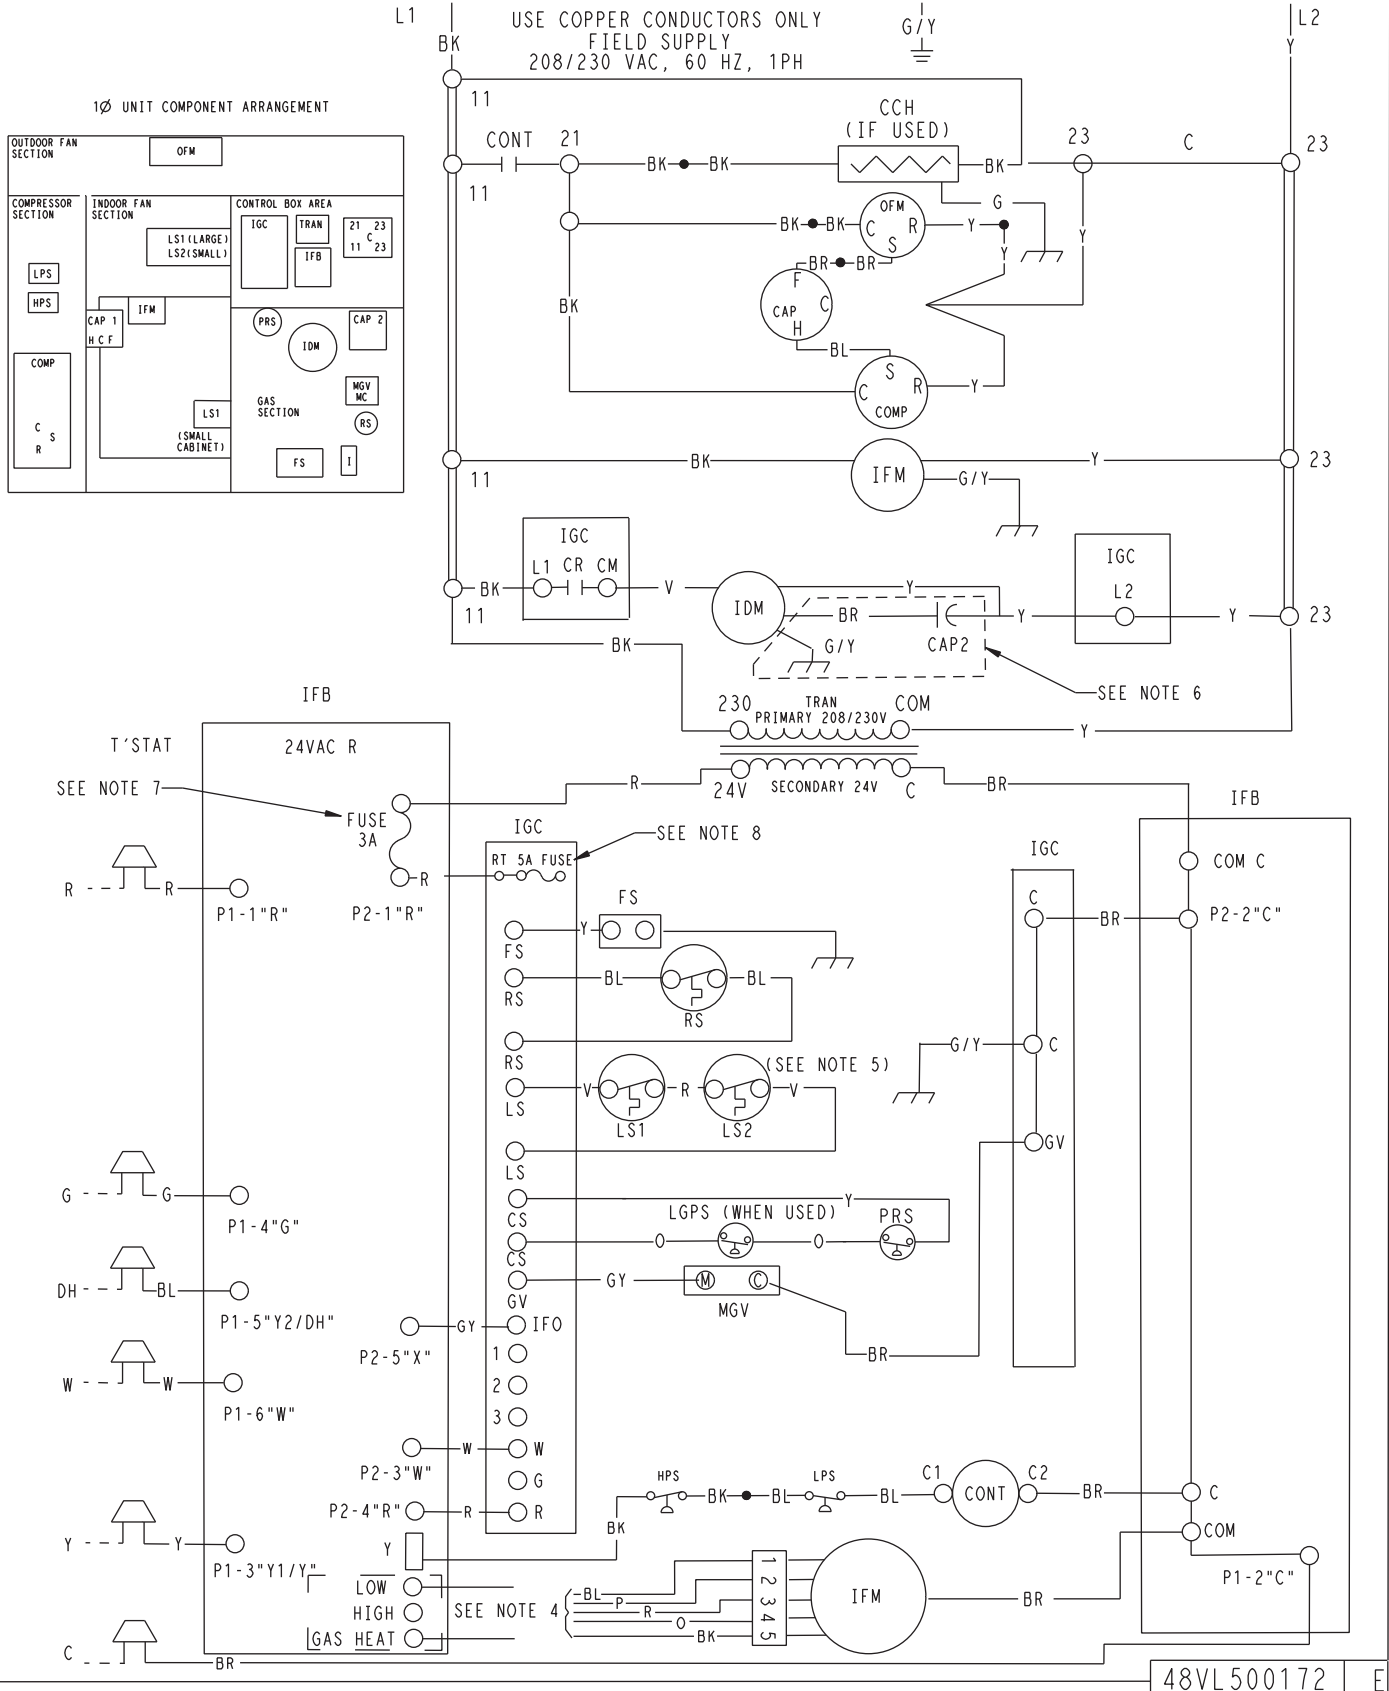 L1
USE COPPER CONDUCTORS ONLY
FIELD SUPPLY
208/230 VAC, 60 HZ, 1PH
G/Y
L2
BK
Y
11
1Ø UNIT COMPONENT ARRANGEMENT
OUTDOOR FAN
SECTION
OFM
COMPRESSOR
SECTION
INDOOR FAN
SECTION
CONTROL BOX AREA
LS1(LARGE)
LS2(SMALL)
IGC
TRAN
IFB
21 23
C
11 23
LPS
HPS
IFM
CAP 1
H C F
PRS
IDM
CAP 2
COMP
C
S
R
MGV
MC
GAS
SECTION
RS
LS1
(SMALL
CABINET)
FS
I
CONT
21
CCH
(IF USED)
23
C
23
11
BK
BK
BK
G
OFM
C
R
S
BK
BK
Y
Y
Y
BR
BR
F
CAP
C
H
BK
BL
S
C
R
COMP
Y
BK
IFM
Y
23
11
G/Y
IGC
L1 CR CM
BK
V
11
IDM
Y
BR
Y
G/Y
CAP2
IGC
L2
Y
23
BK
SEE NOTE 6
230
TRAN
PRIMARY 208/230V
COM
Y
24V
SECONDARY 24V
C
R
BR
IFB
T'STAT
24VAC R
SEE NOTE 7
FUSE
3A
IGC
SEE NOTE 8
IFB
RT 5A FUSE
IGC
COM C
R
R
P1-1"R"
P2-1"R"
R
FS
C
BR
P2-2"C"
Y
FS
BL
BL
RS
RS
RS
G/Y
C
(SEE NOTE 5)
V
R
V
LS
LS1
LS2
GV
LS
G
G
P1-4"G"
CS
Y
LGPS (WHEN USED)
PRS
O
O
CS
GY
M
C
GV
MGV
DH
BL
P1-5"Y2/DH"
GY
IFO
P2-5"X"
1
BR
2
3
W
W
P1-6"W"
W
W
P2-3"W"
G
P2-4"R"
R
R
HPS
LPS
BK
BL
BL
C1
CONT
C2
BR
C
BK
COM
Y
Y
P1-3"Y1/Y"
Y
P1-2"C"
LOW
HIGH
GAS HEAT
SEE NOTE 4
BL
P
R
O
BK
1
2
3
4
5
IFM
BR
C
BR
48VL500172
E